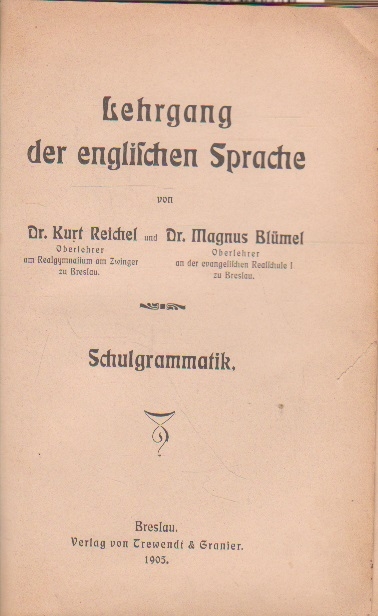 Lehrgang
der engliſchen Sprache
von
Dr. Kurt Reichel und Dr. Magnus Blümel
Oberlehrer
am Realgymnaſium am Zwinger
zu Breslau.
Oberlehrer
an der evangeliſchen Realſchule I
zu Breslau.
Schulgrammatik.
Breslau.
Verlag von Trewendt & Granier.
1905.